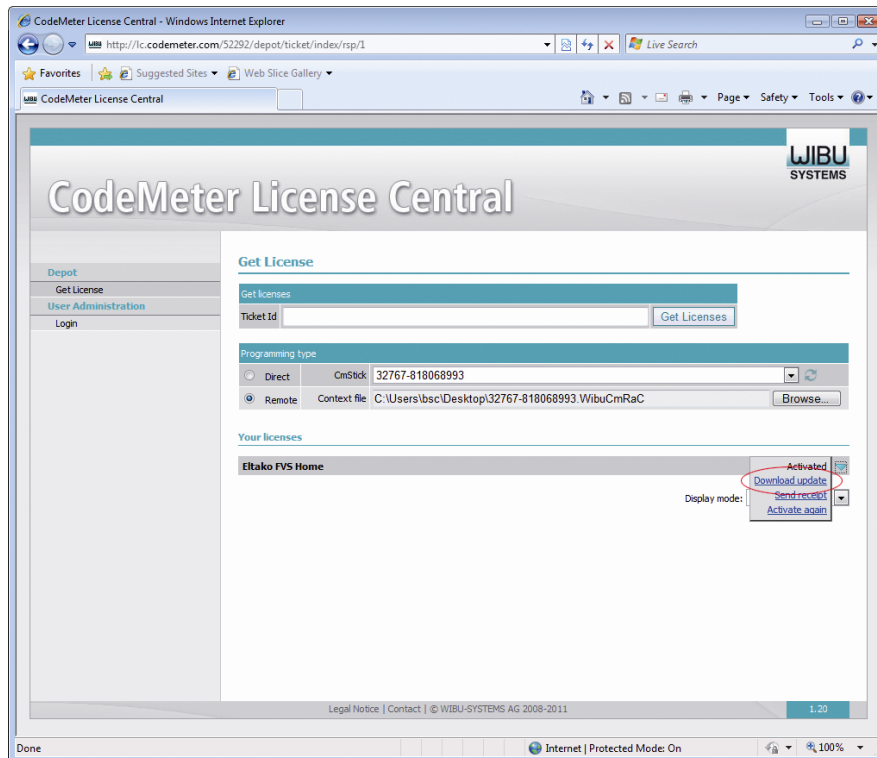 CodeMeter License Central - Windows Internet Explorer
http://lc.codemeter.com/52292/depot/ticket/index/rsp/1
Live Search
Favorites Suggested Sites Web Slice Gallery
CodeMeter License Central
Page Safety Tools
WIBU
SYSTEMS
CodeMeter License Central
Depot
Get License
User Administration
Login
Get License
Get licenses
Ticket Id Get Licenses
Programming type
Direct CmStick 32767-818068993
Remote Context file C:\Users\bsc\Desktop\32767-818068993.WibuCmRaC Browse...
Your licenses
Eltako FVS Home Activated
Download update
Display mode: Send receipt
Activate again
Legal Notice | Contact | © WIBU-SYSTEMS AG 2008-2011 1.20
Done Internet | Protected Mode: On 100%